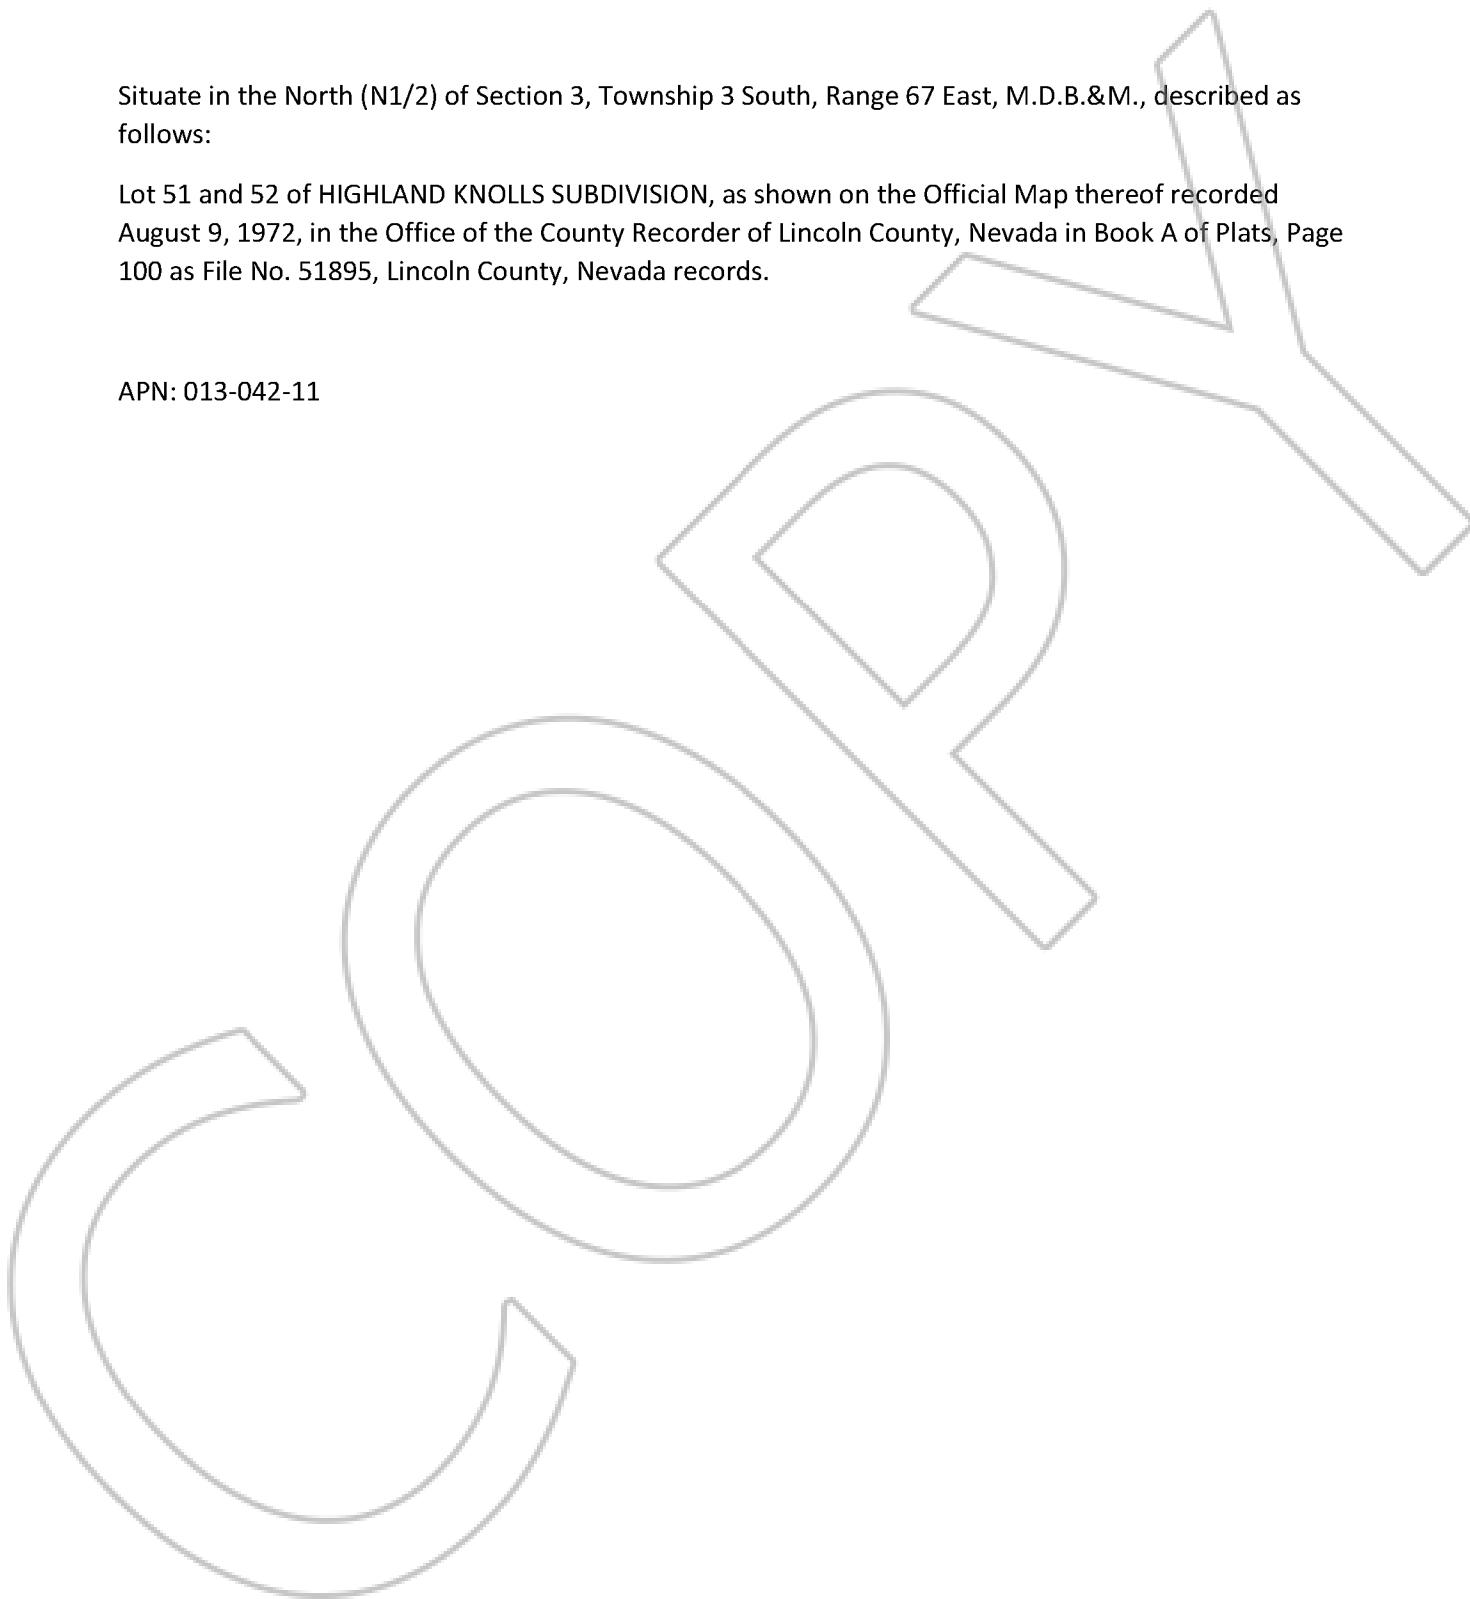 Situate in the North (N1/2) of Section 3, Township 3 South, Range 67 East, M.D.B.&M., described as
follows:
Lot 51 and 52 of HIGHLAND KNOLLS SUBDIVISION, as shown on the Official Map thereof recorded
August 9, 1972, in the Office of the County Recorder of Lincoln County, Nevada in Book A of Plats, Page
100 as File No. 51895, Lincoln County, Nevada records.
APN: 013-042-11
COPY